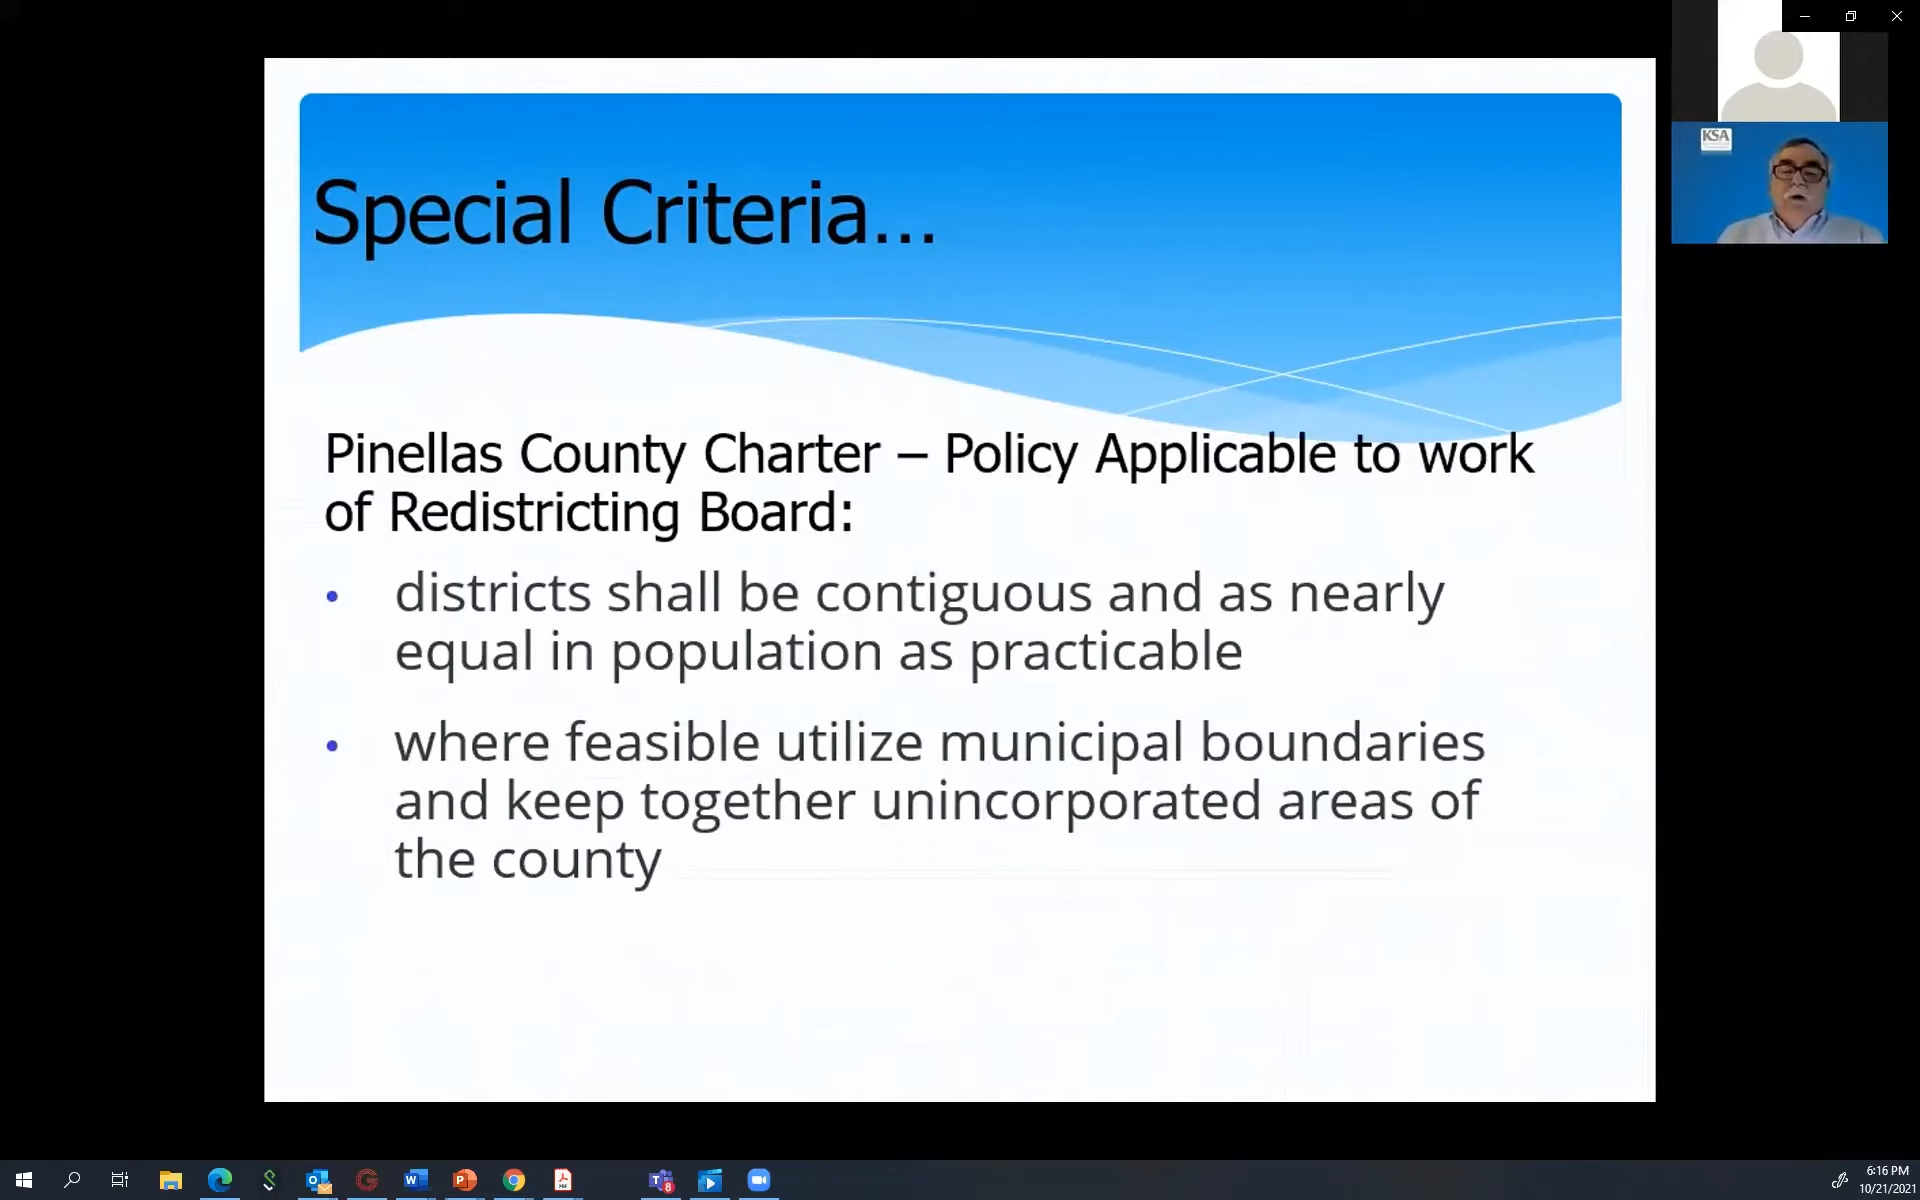 KSA
Special Criteria...
Pinellas County Charter – Policy Applicable to work
of Redistricting Board:
• districts shall be contiguous and as nearly
equal in population as practicable
• where feasible utilize municipal boundaries
and keep together unincorporated areas of
the county
6:16 PM
10/21/2021